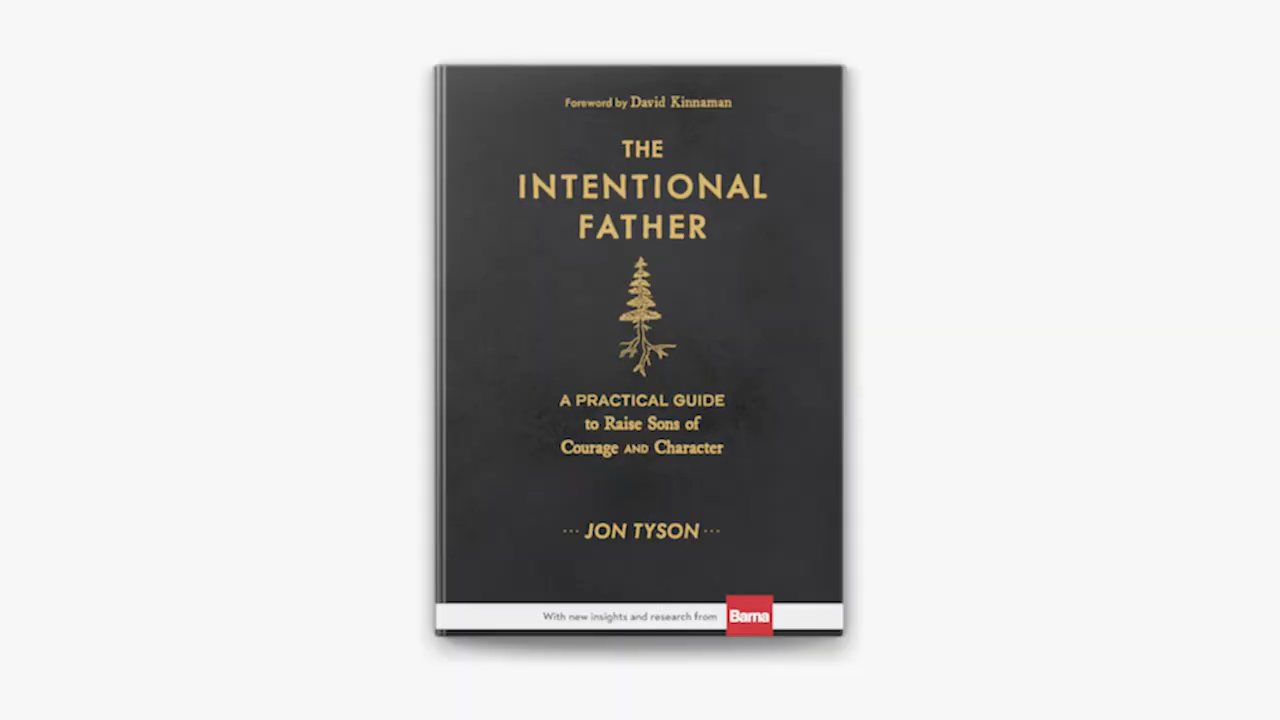 Foreword by David Kinnaman
THE
INTENTIONAL
FATHER
A PRACTICAL GUIDE
to Raise Sons of
Courage AND Character
··· JON TYSON ···
With new insights and research from Barna